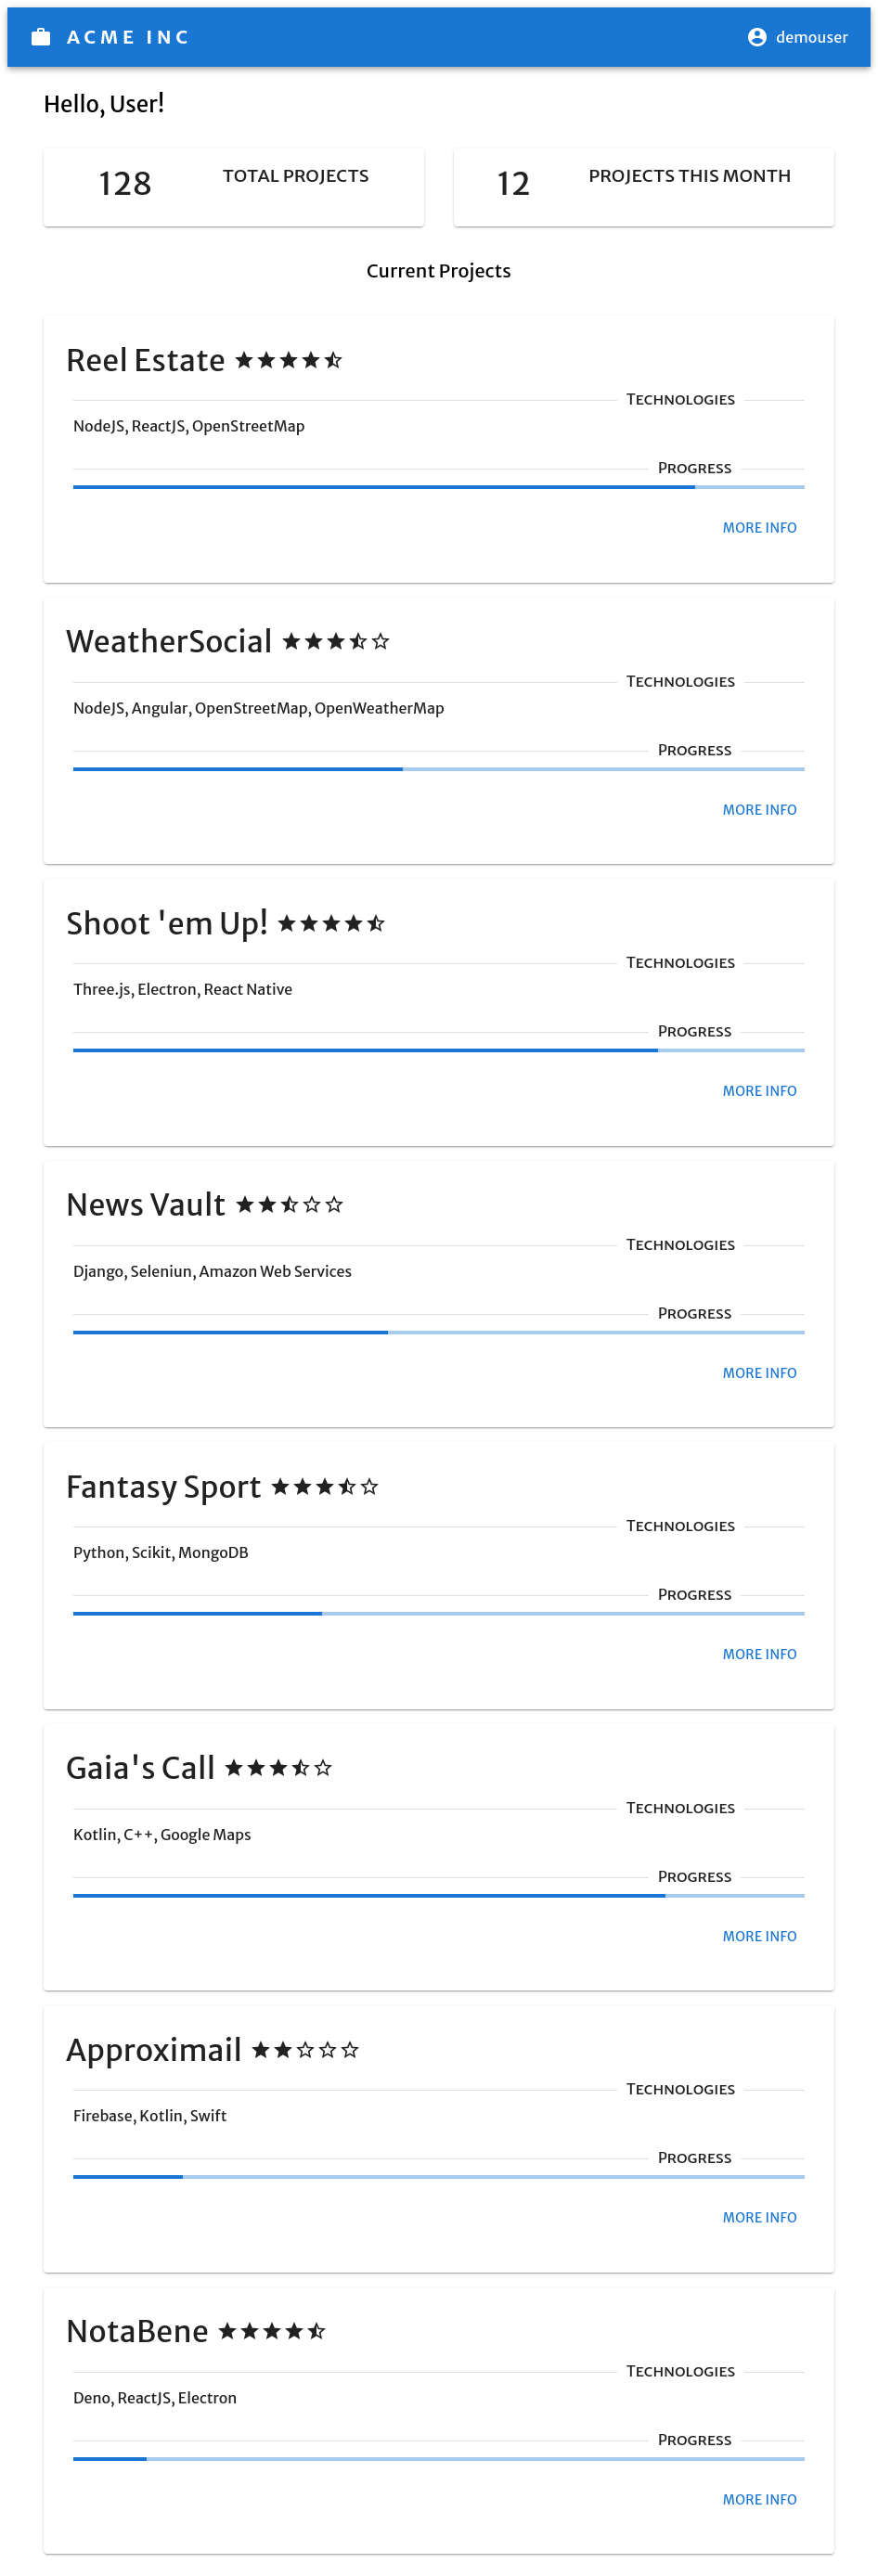 ACME INC
demouser
Hello, User!
128 TOTAL PROJECTS
12 PROJECTS THIS MONTH
Current Projects
Reel Estate
Technologies
NodeJS, ReactJS, OpenStreetMap
Progress
MORE INFO
WeatherSocial
Technologies
NodeJS, Angular, OpenStreetMap, OpenWeatherMap
Progress
MORE INFO
Shoot 'em Up!
Technologies
Three.js, Electron, React Native
Progress
MORE INFO
News Vault
Technologies
Django, Seleniun, Amazon Web Services
Progress
MORE INFO
Fantasy Sport
Technologies
Python, Scikit, MongoDB
Progress
MORE INFO
Gaia's Call
Technologies
Kotlin, C++, Google Maps
Progress
MORE INFO
Approximail
Technologies
Firebase, Kotlin, Swift
Progress
MORE INFO
NotaBene
Technologies
Deno, ReactJS, Electron
Progress
MORE INFO